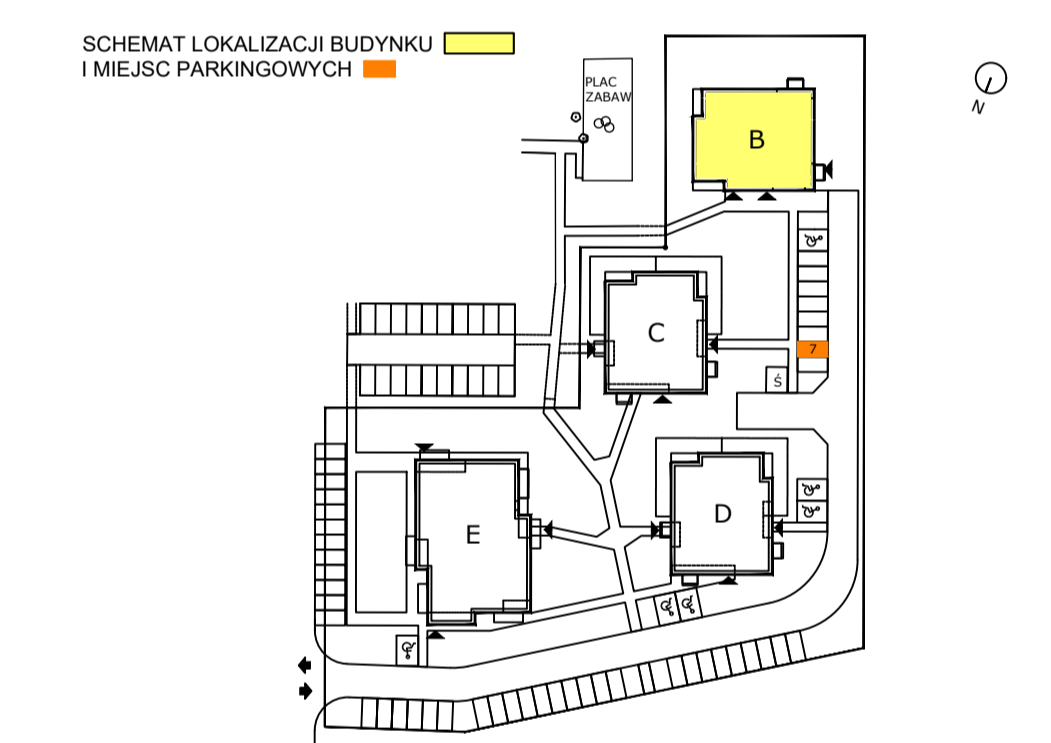 SCHEMAT LOKALIZACJI BUDYNKU
I MIEJSC PARKINGOWYCH
PLAC
ZABAW
N
B
C
7
Ś
D
E